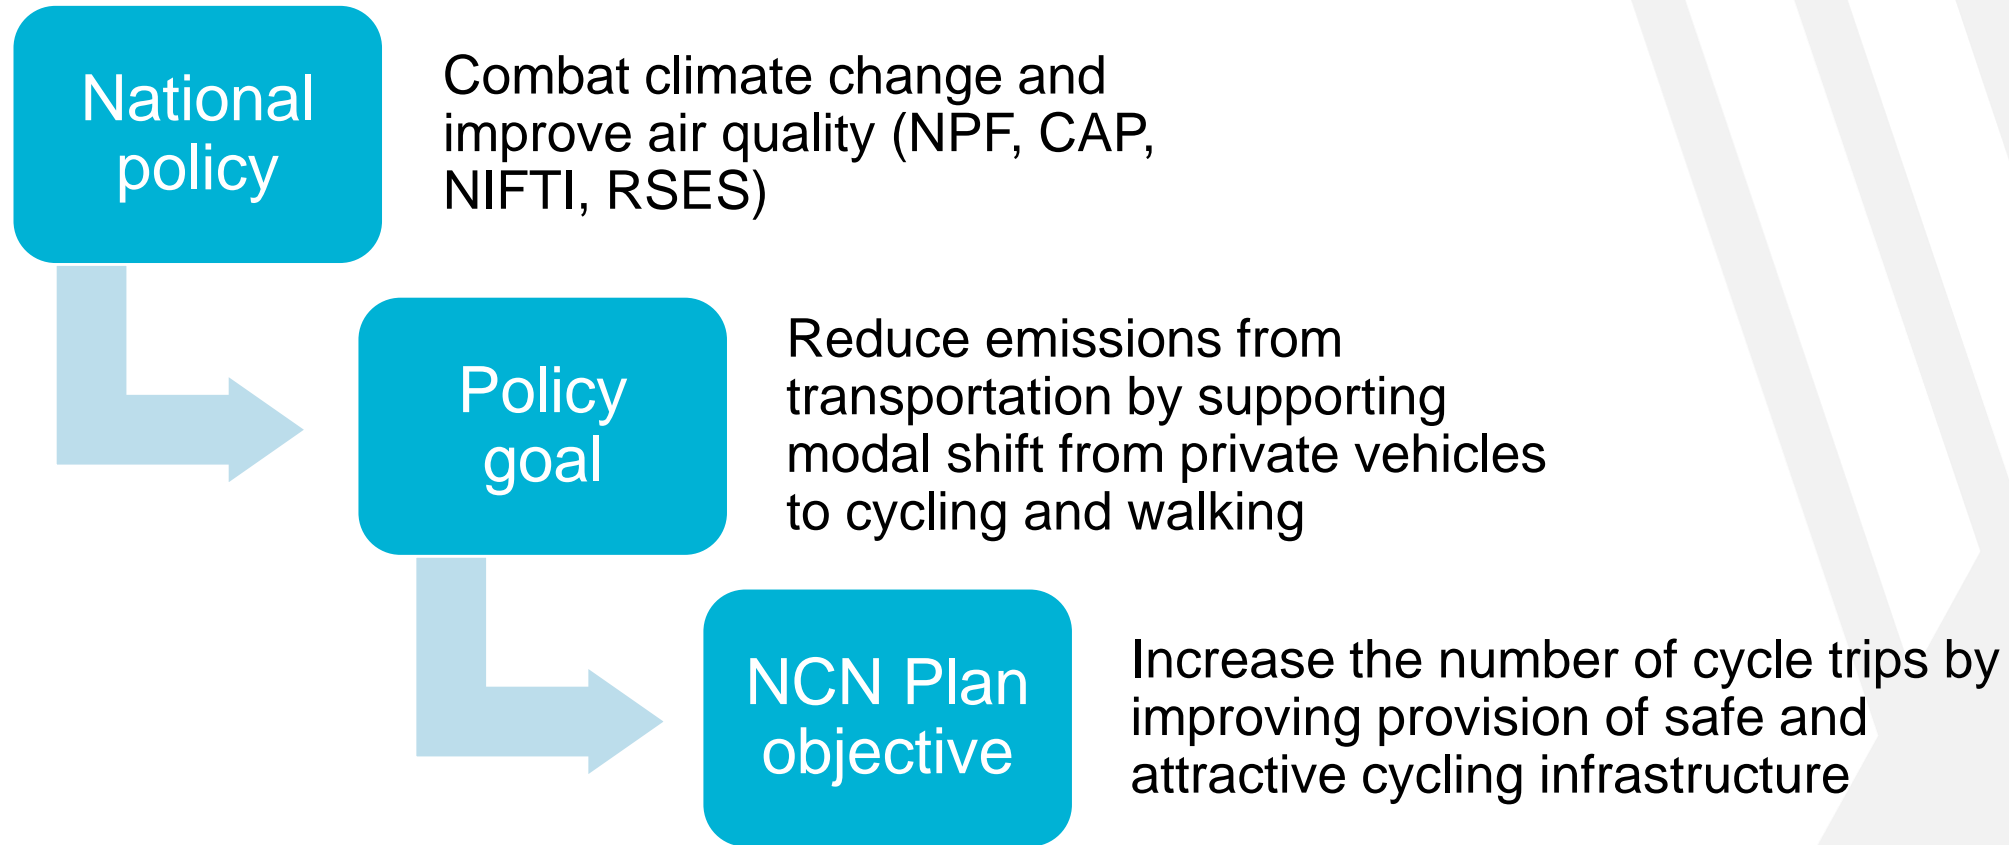 National
policy
Combat climate change and
improve air quality (NPF, CAP,
NIFTI, RSES)
Policy
goal
Reduce emissions from
transportation by supporting
modal shift from private vehicles
to cycling and walking
NCN Plan
objective
Increase the number of cycle trips by
improving provision of safe and
attractive cycling infrastructure